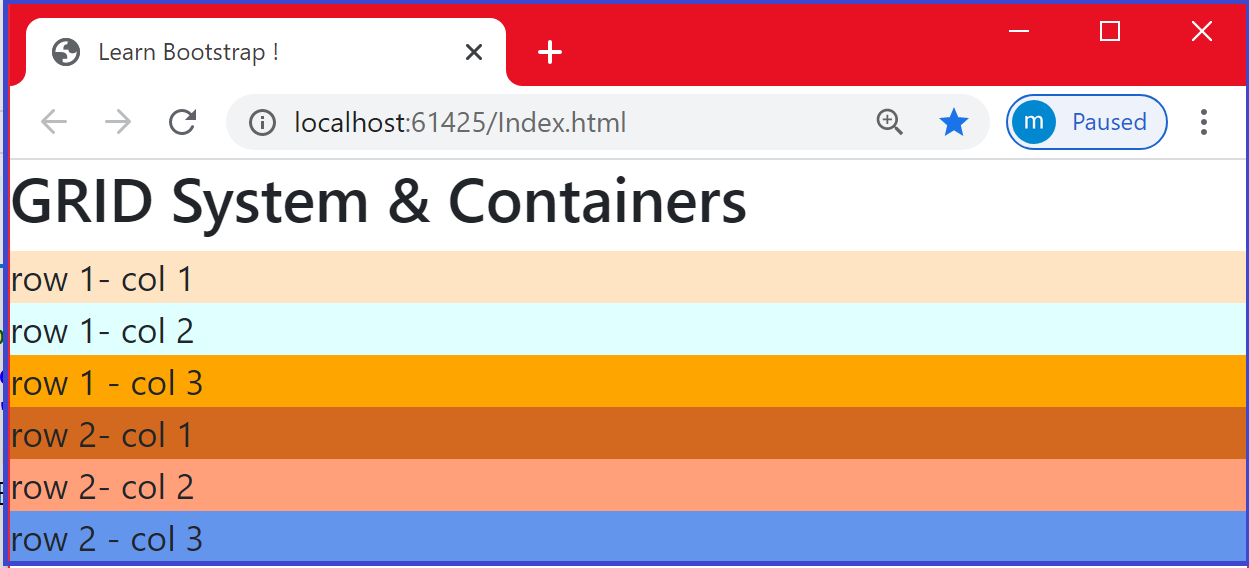 Learn Bootstrap !
localhost:61425/Index.html
m Paused
GRID System & Containers
row 1- col 1
row 1- col 2
row 1 - col 3
row 2- col 1
row 2- col 2
row 2 - col 3